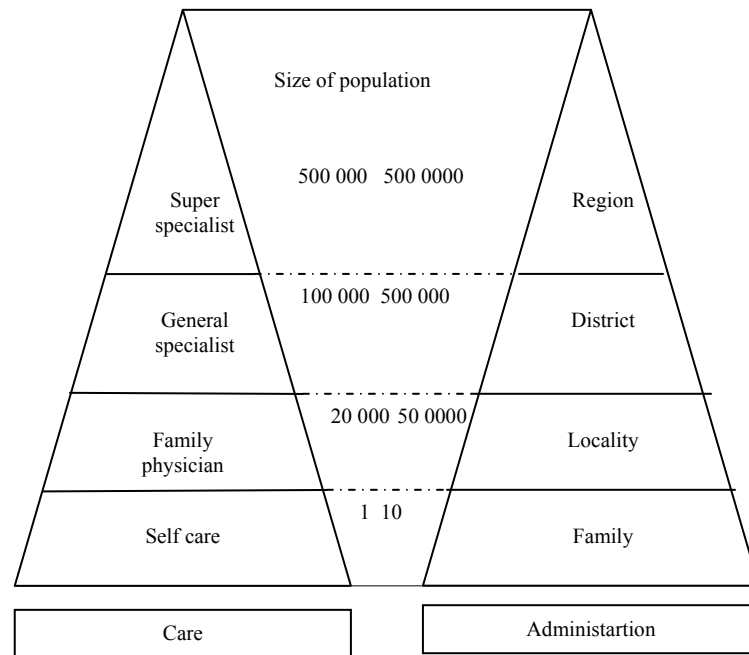 Size of population
500 000 500 0000
Super
specialist
Region
100 000 500 000
General
specialist
District
20 000 50 0000
Family
physician
Locality
1 10
Self care
Family
Care
Administartion